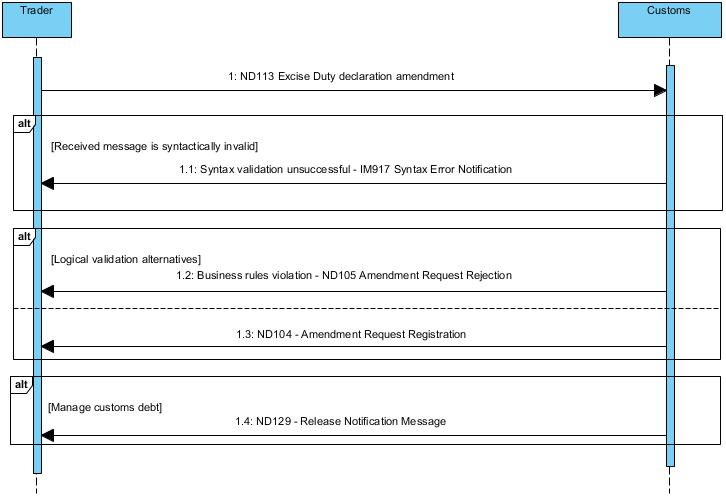 Trader
Customs
1: ND113 Excise Duty declaration amendment
alt
[Received message is syntactically invalid]
1.1: Syntax validation unsuccessful - IM917 Syntax Error Notification
alt
[Logical validation alternatives]
1.2: Business rules violation - ND105 Amendment Request Rejection
1.3: ND104 - Amendment Request Registration
alt
[Manage customs debt]
1.4: ND129 - Release Notification Message